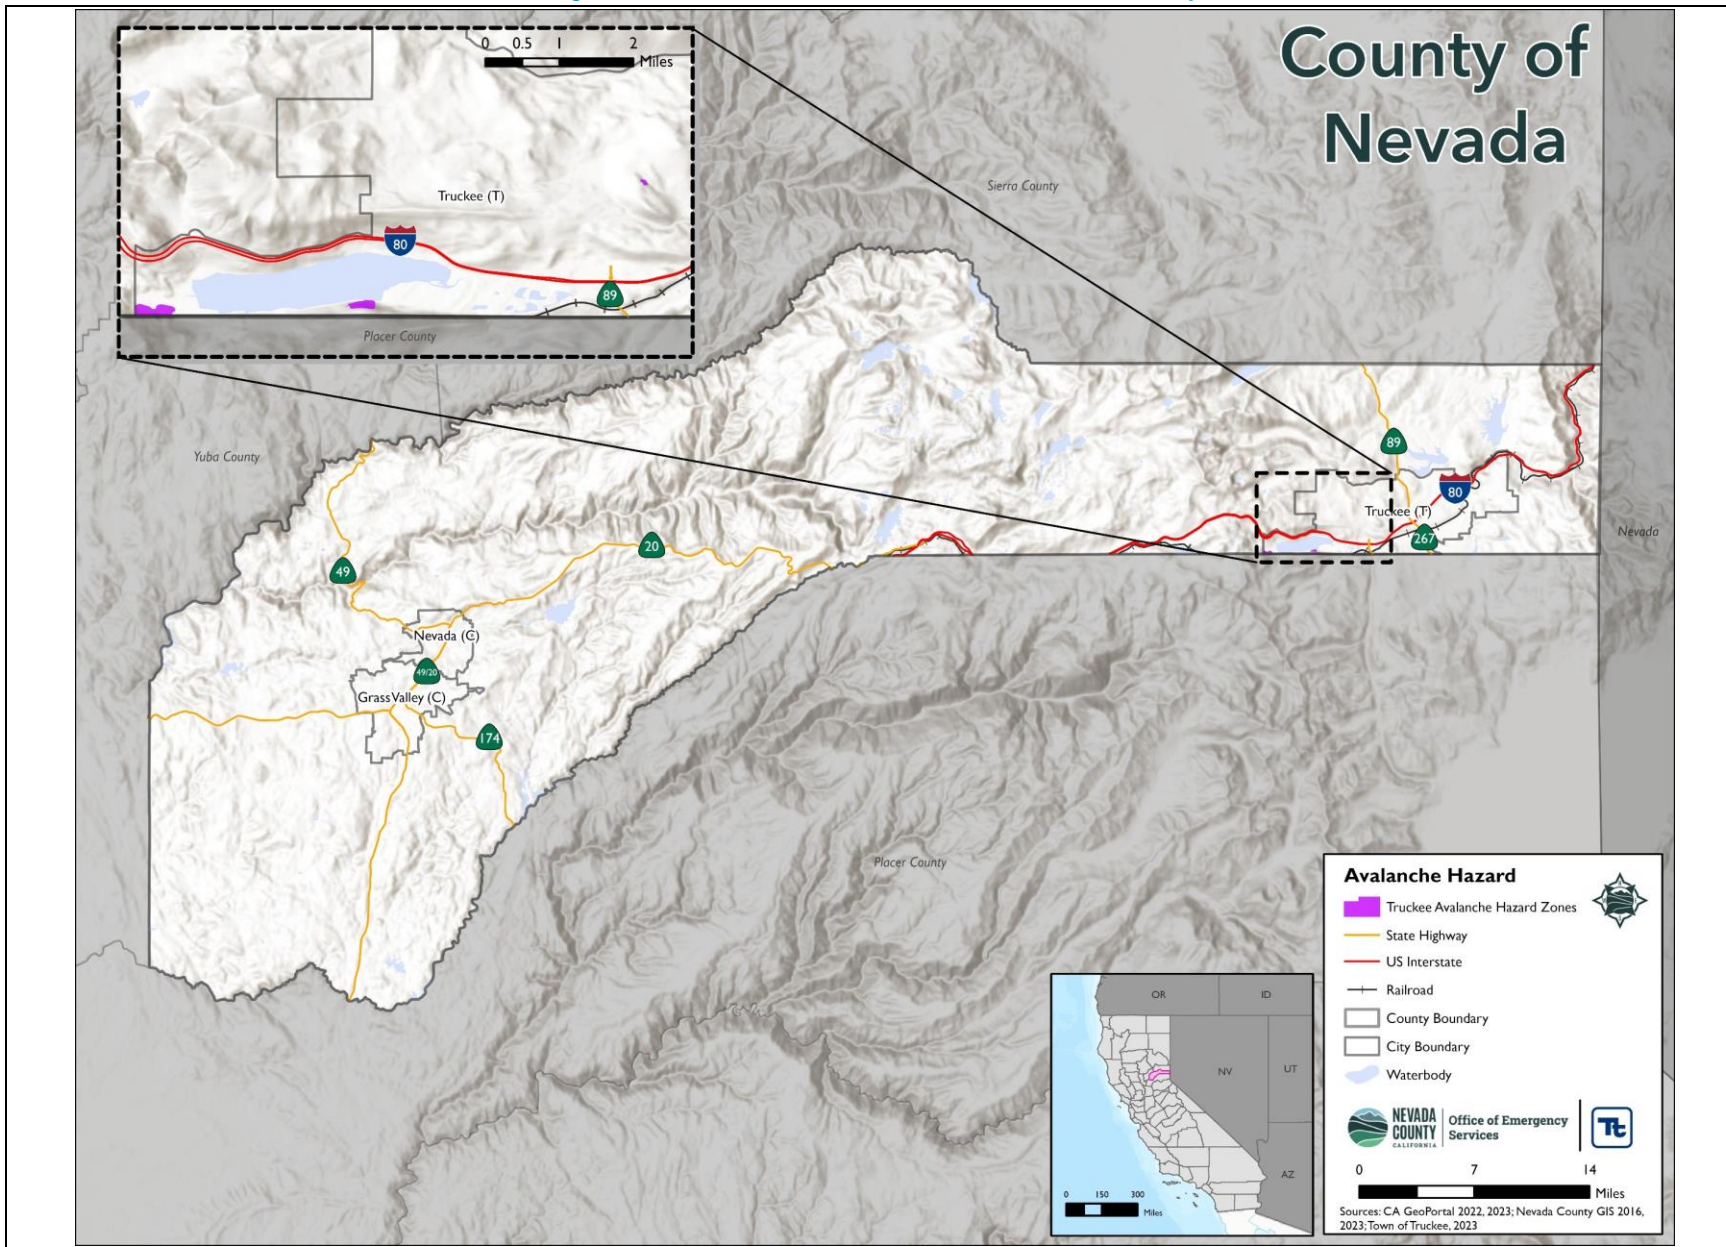 County of
Nevada
0 0.5 1 2
Miles
Truckee (T)
80
89
Placer County
Sierra County
Yuba County
89
80
Truckee (T)
267
Nevada
20
49
Nevada (C)
49/20
Grass Valley (C)
174
Placer County
Avalanche Hazard
Truckee Avalanche Hazard Zones
State Highway
US Interstate
Railroad
County Boundary
City Boundary
Waterbody
NEVADA
COUNTY
CALIFORNIA
Office of Emergency
Services
Tt
0 7 14
Miles
Sources: CA GeoPortal 2022, 2023; Nevada County GIS 2016,
2023; Town of Truckee, 2023
OR
ID
NV
UT
AZ
0 150 300
Miles